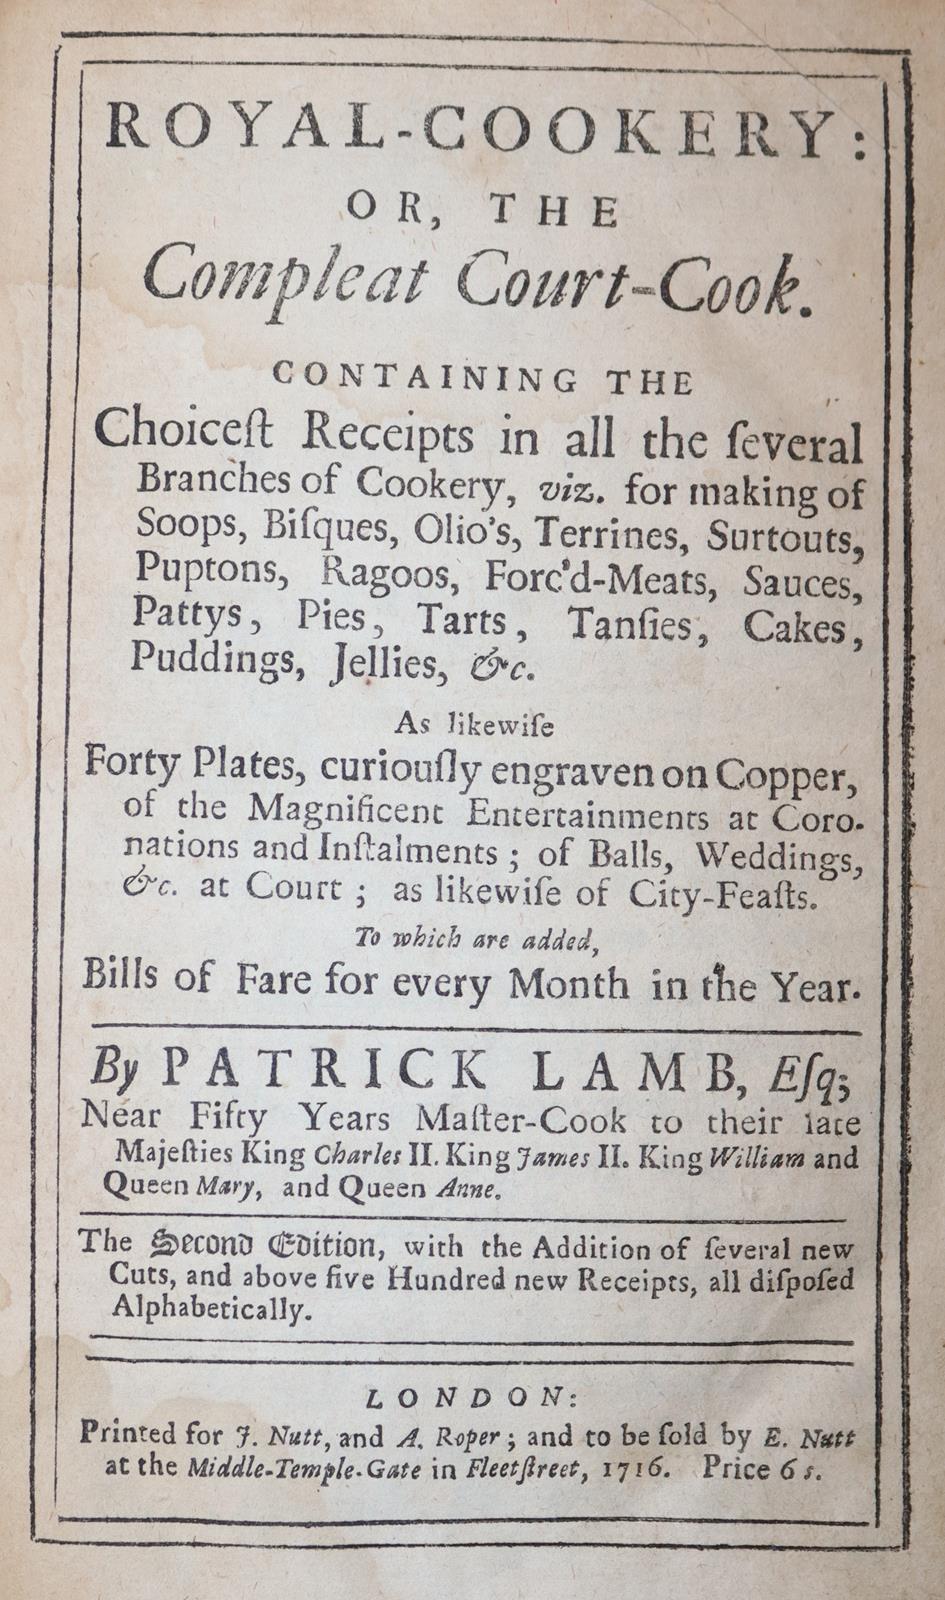 ROYAL-COOKERY:
OR, THE
Compleat Court-Cook.
CONTAINING THE
Choiceſt Receipts in all the ſeveral
Branches of Cookery, viz. for making of
Soops, Biſques, Olio's, Terrines, Surtouts,
Puptons, Ragoos, Forc'd-Meats, Sauces,
Pattys, Pies, Tarts, Tanſies, Cakes,
Puddings, Jellies, &c.
As likewiſe
Forty Plates, curiouſly engraven on Copper,
of the Magnificent Entertainments at Coro-
nations and Inſtalments; of Balls, Weddings,
&c. at Court; as likewiſe of City-Feaſts.
To which are added,
Bills of Fare for every Month in the Year.
By PATRICK LAMB, Eſq;
Near Fifty Years Maſter-Cook to their late
Majeſties King Charles II. King James II. King William and
Queen Mary, and Queen Anne.
The Second Edition, with the Addition of ſeveral new
Cuts, and above five Hundred new Receipts, all diſpoſed
Alphabetically.
LONDON:
Printed for J. Nutt, and A. Roper; and to be ſold by E. Nutt
at the Middle-Temple-Gate in Fleetſtreet, 1716. Price 6 s.